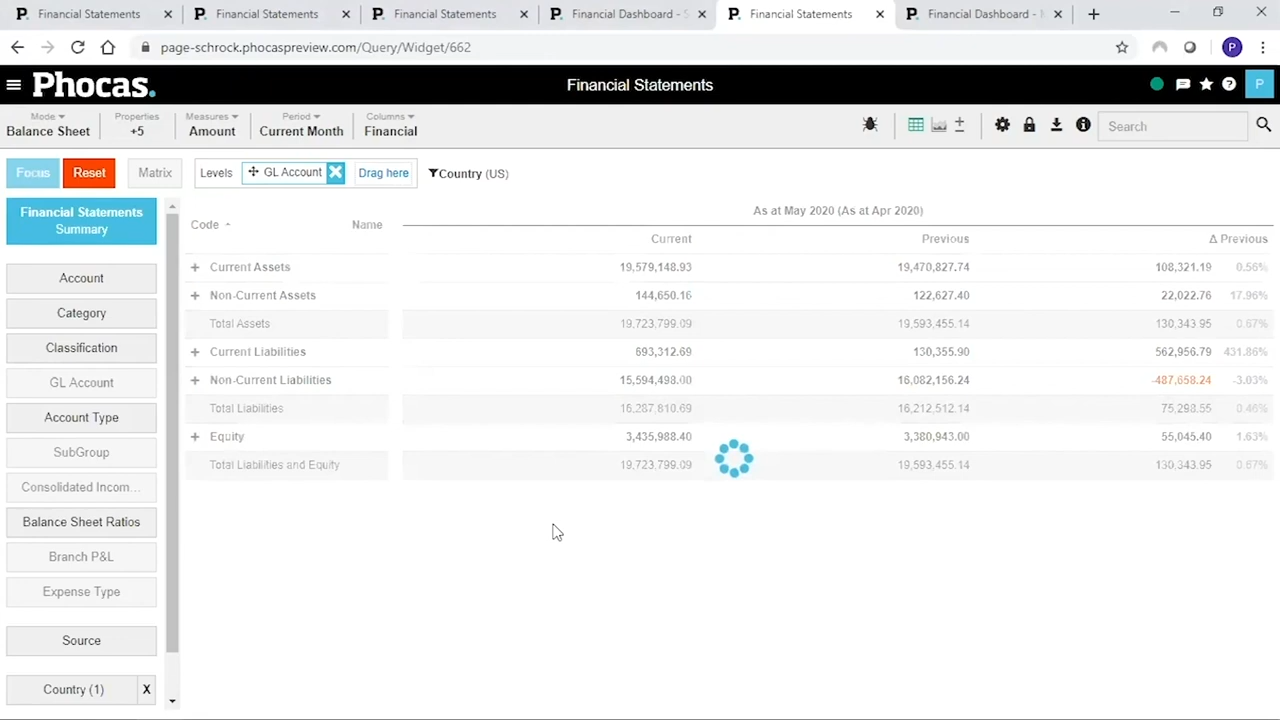 P. Financial Statements
P. Financial Statements
P. Financial Statements
P. Financial Dashboard - S
P. Financial Statements
P. Financial Dashboard -
page-schrock.phocaspreview.com/Query/Widget/662
P
Phocas.
Financial Statements
P
Mode
Balance Sheet
Properties
+5
Measures
Amount
Period
Current Month
Columns
Financial
Search
Focus
Reset
Matrix
Levels
GL Account
Drag here
Country (US)
Financial Statements
Summary
Account
Category
Classification
GL Account
Account Type
SubGroup
Consolidated Incom...
Balance Sheet Ratios
Branch P&L
Expense Type
Source
Country (1) X
As at May 2020 (As at Apr 2020)
Code Name
Current Previous Δ Previous
+ Current Assets 19,579,148.93 19,470,827.74 108,321.19 0.56%
+ Non-Current Assets 144,650.16 122,627.40 22,022.76 17.96%
Total Assets 19,723,799.09 19,593,455.14 130,343.95 0.67%
+ Current Liabilities 693,312.69 130,355.90 562,956.79 431.86%
+ Non-Current Liabilities 15,594,498.00 16,082,156.24 -487,658.24 -3.03%
Total Liabilities 16,287,810.69 16,212,512.14 75,298.55 0.46%
+ Equity 3,435,988.40 3,380,943.00 55,045.40 1.63%
Total Liabilities and Equity 19,723,799.09 19,593,455.14 130,343.95 0.67%